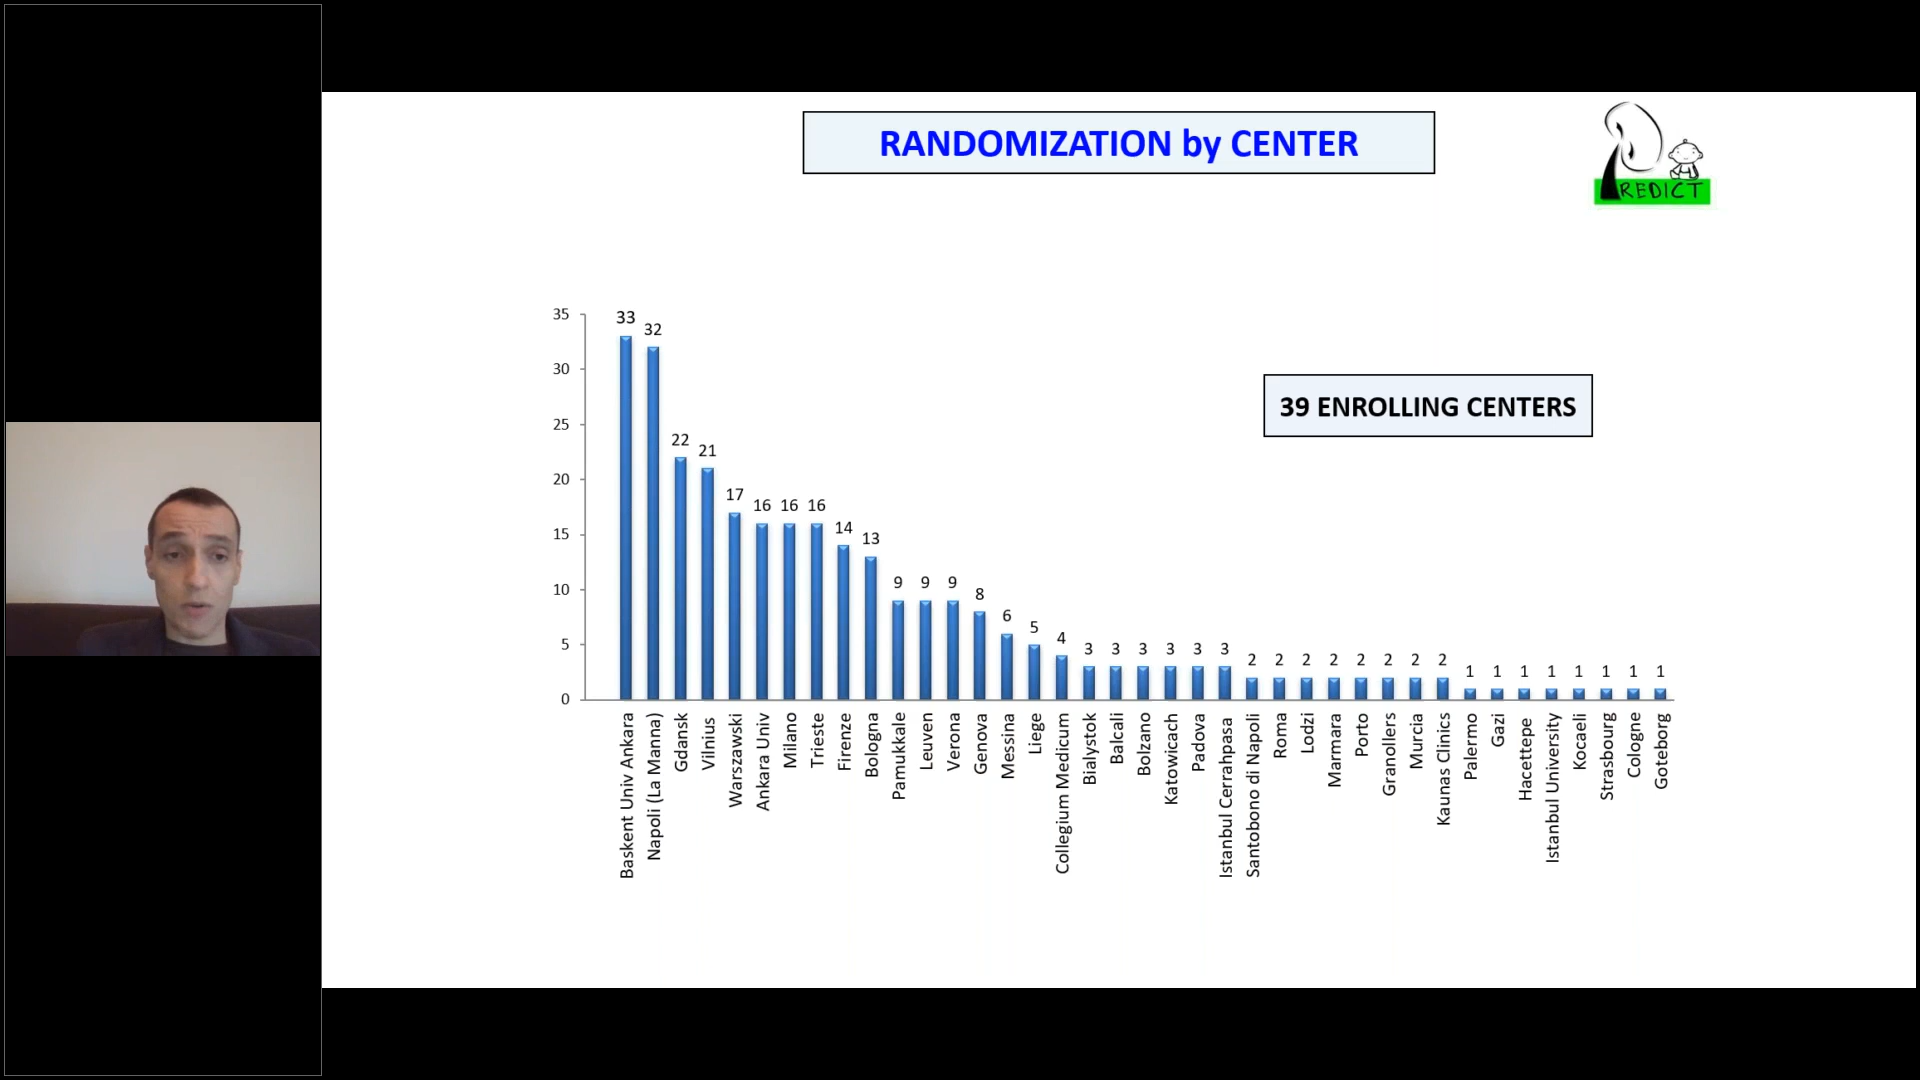 RANDOMIZATION by CENTER
REDICT
39 ENROLLING CENTERS
35
30
25
20
15
10
5
0
33
32
22
21
17
16
16
16
14
13
9
9
9
8
6
5
4
3
3
3
3
3
3
2
2
2
2
2
2
2
2
1
1
1
1
1
1
1
1
Baskent Univ Ankara
Napoli (La Manna)
Gdansk
Vilnius
Warszawski
Ankara Univ
Milano
Trieste
Firenze
Bologna
Pamukkale
Leuven
Verona
Genova
Messina
Liege
Collegium Medicum
Bialystok
Balcali
Bolzano
Katowicach
Padova
Istanbul Cerrahpasa
Santobono di Napoli
Roma
Lodzi
Marmara
Porto
Granollers
Murcia
Kaunas Clinics
Palermo
Gazi
Hacettepe
Istanbul University
Kocaeli
Strasbourg
Cologne
Goteborg